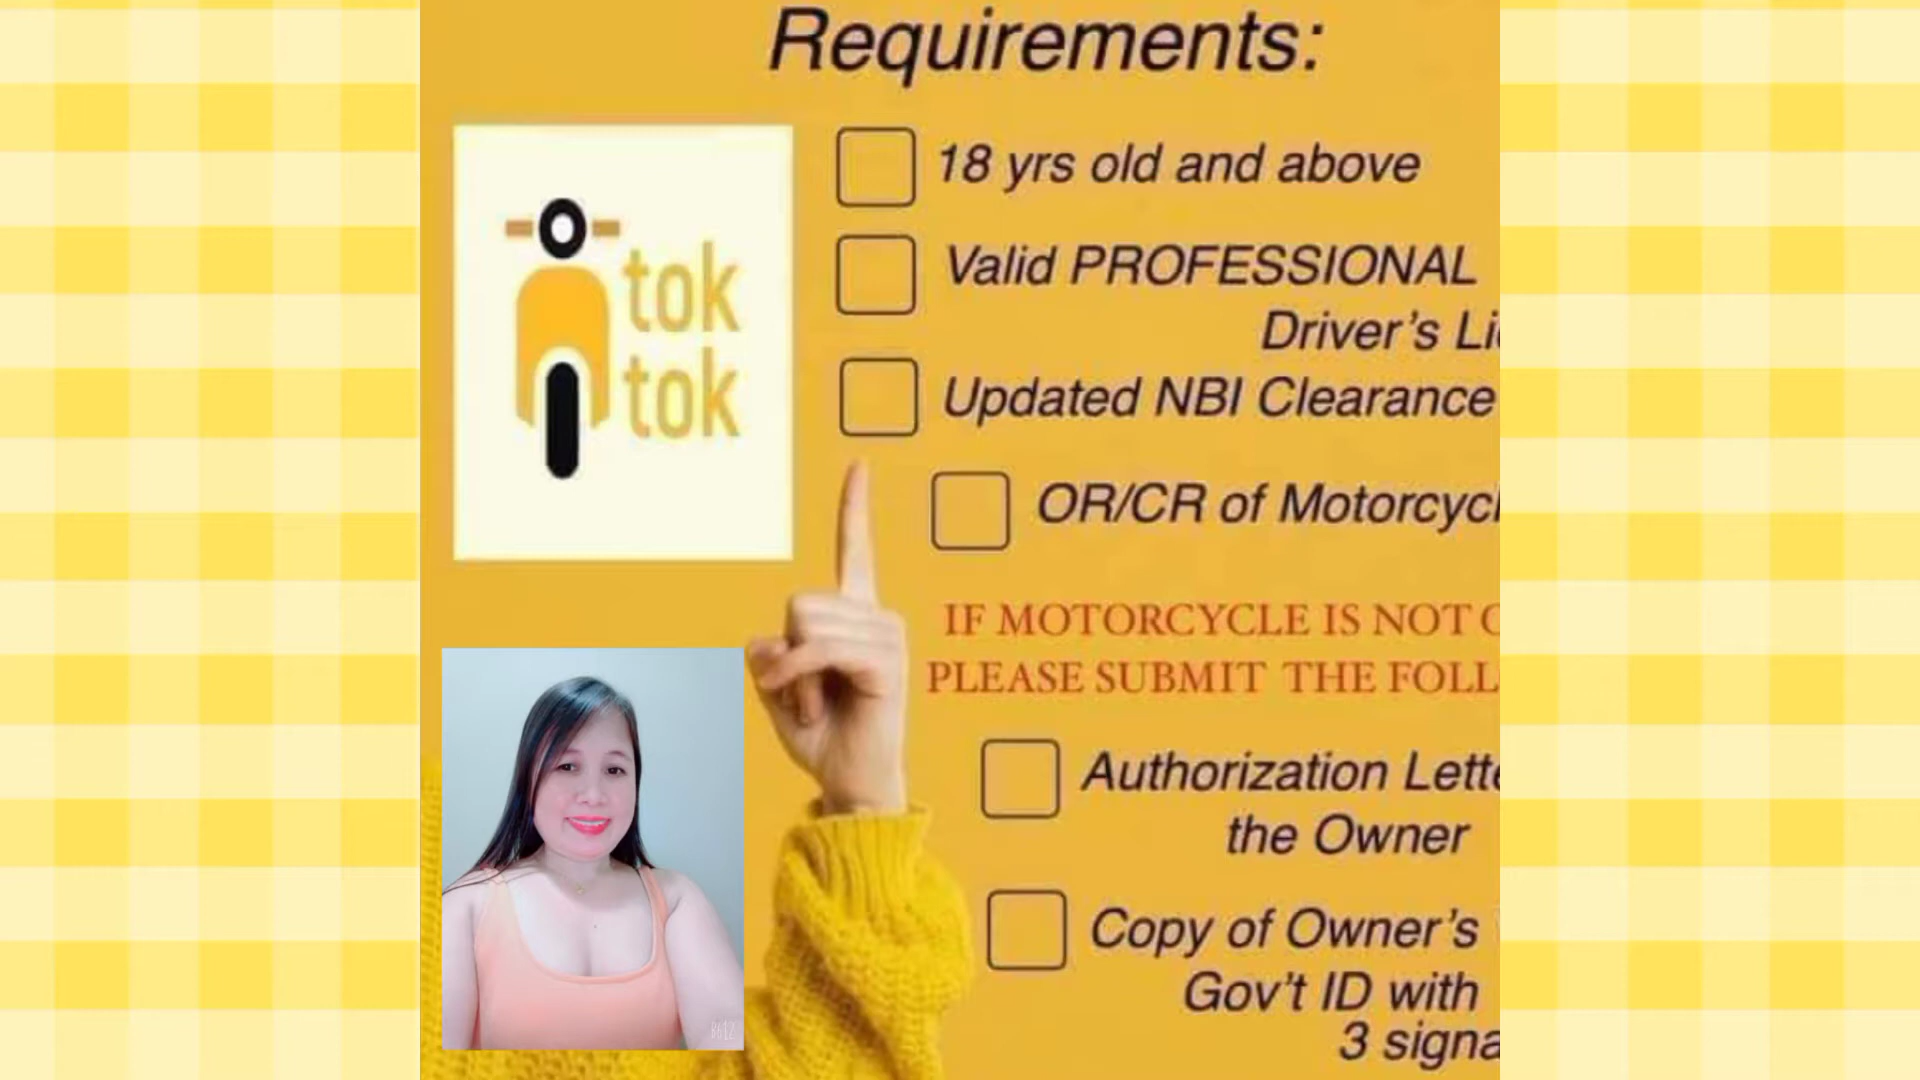 Requirements:
tok
tok
18 yrs old and above
Valid PROFESSIONAL
Driver's
Updated NBI Clearance
OR/CR of
IF MOTORCYCLE IS NOT
PLEASE SUBMIT THE
Authorization
the Owner
Copy of Owner's
Gov't ID with
3
B612